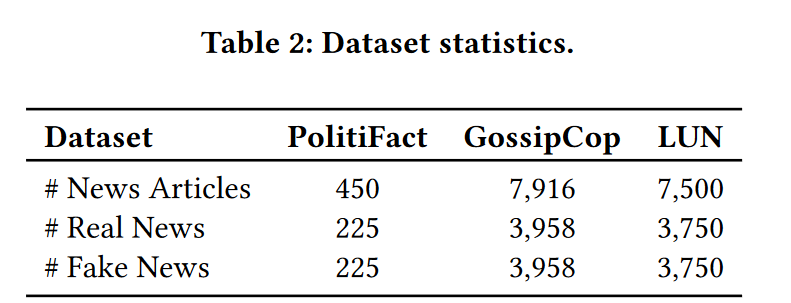 Table 2: Dataset statistics.
Dataset PolitiFact GossipCop LUN
# News Articles 450 7,916 7,500
# Real News 225 3,958 3,750
# Fake News 225 3,958 3,750